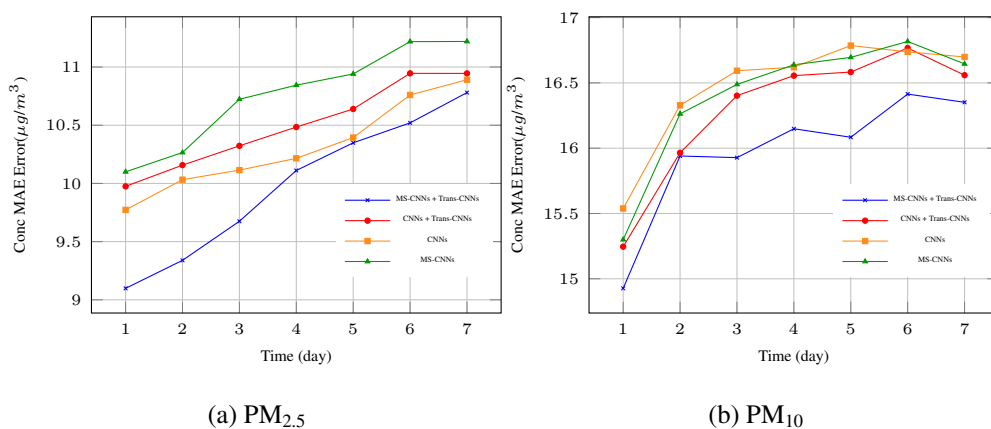 11
10.5
10
9.5
9
Conc MAE Error(μg/m³)
MS-CNNs + Trans-CNNs
CNNs + Trans-CNNs
CNNs
MS-CNNs
1 2 3 4 5 6 7
Time (day)
(a) PM₂.₅
17
16.5
16
15.5
15
Conc MAE Error(μg/m³)
MS-CNNs + Trans-CNNs
CNNs + Trans-CNNs
CNNs
MS-CNNs
1 2 3 4 5 6 7
Time (day)
(b) PM₁₀